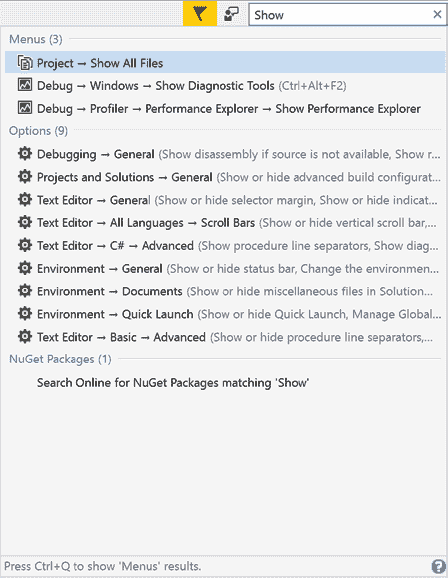 Show
Menus (3)
Project → Show All Files
Debug → Windows → Show Diagnostic Tools (Ctrl+Alt+F2)
Debug → Profiler → Performance Explorer → Show Performance Explorer
Options (9)
Debugging → General (Show disassembly if source is not available, Show r...
Projects and Solutions → General (Show or hide advanced build configurat...
Text Editor → General (Show or hide selector margin, Show or hide indicat...
Text Editor → All Languages → Scroll Bars (Show or hide vertical scroll bar,...
Text Editor → C# → Advanced (Show procedure line separators, Show diag...
Environment → General (Show or hide status bar, Change the environmen...
Environment → Documents (Show or hide miscellaneous files in Solution...
Environment → Quick Launch (Show or hide Quick Launch, Manage Global...
Text Editor → Basic → Advanced (Show or hide procedure line separators,...
NuGet Packages (1)
Search Online for NuGet Packages matching 'Show'
Press Ctrl+Q to show 'Menus' results.